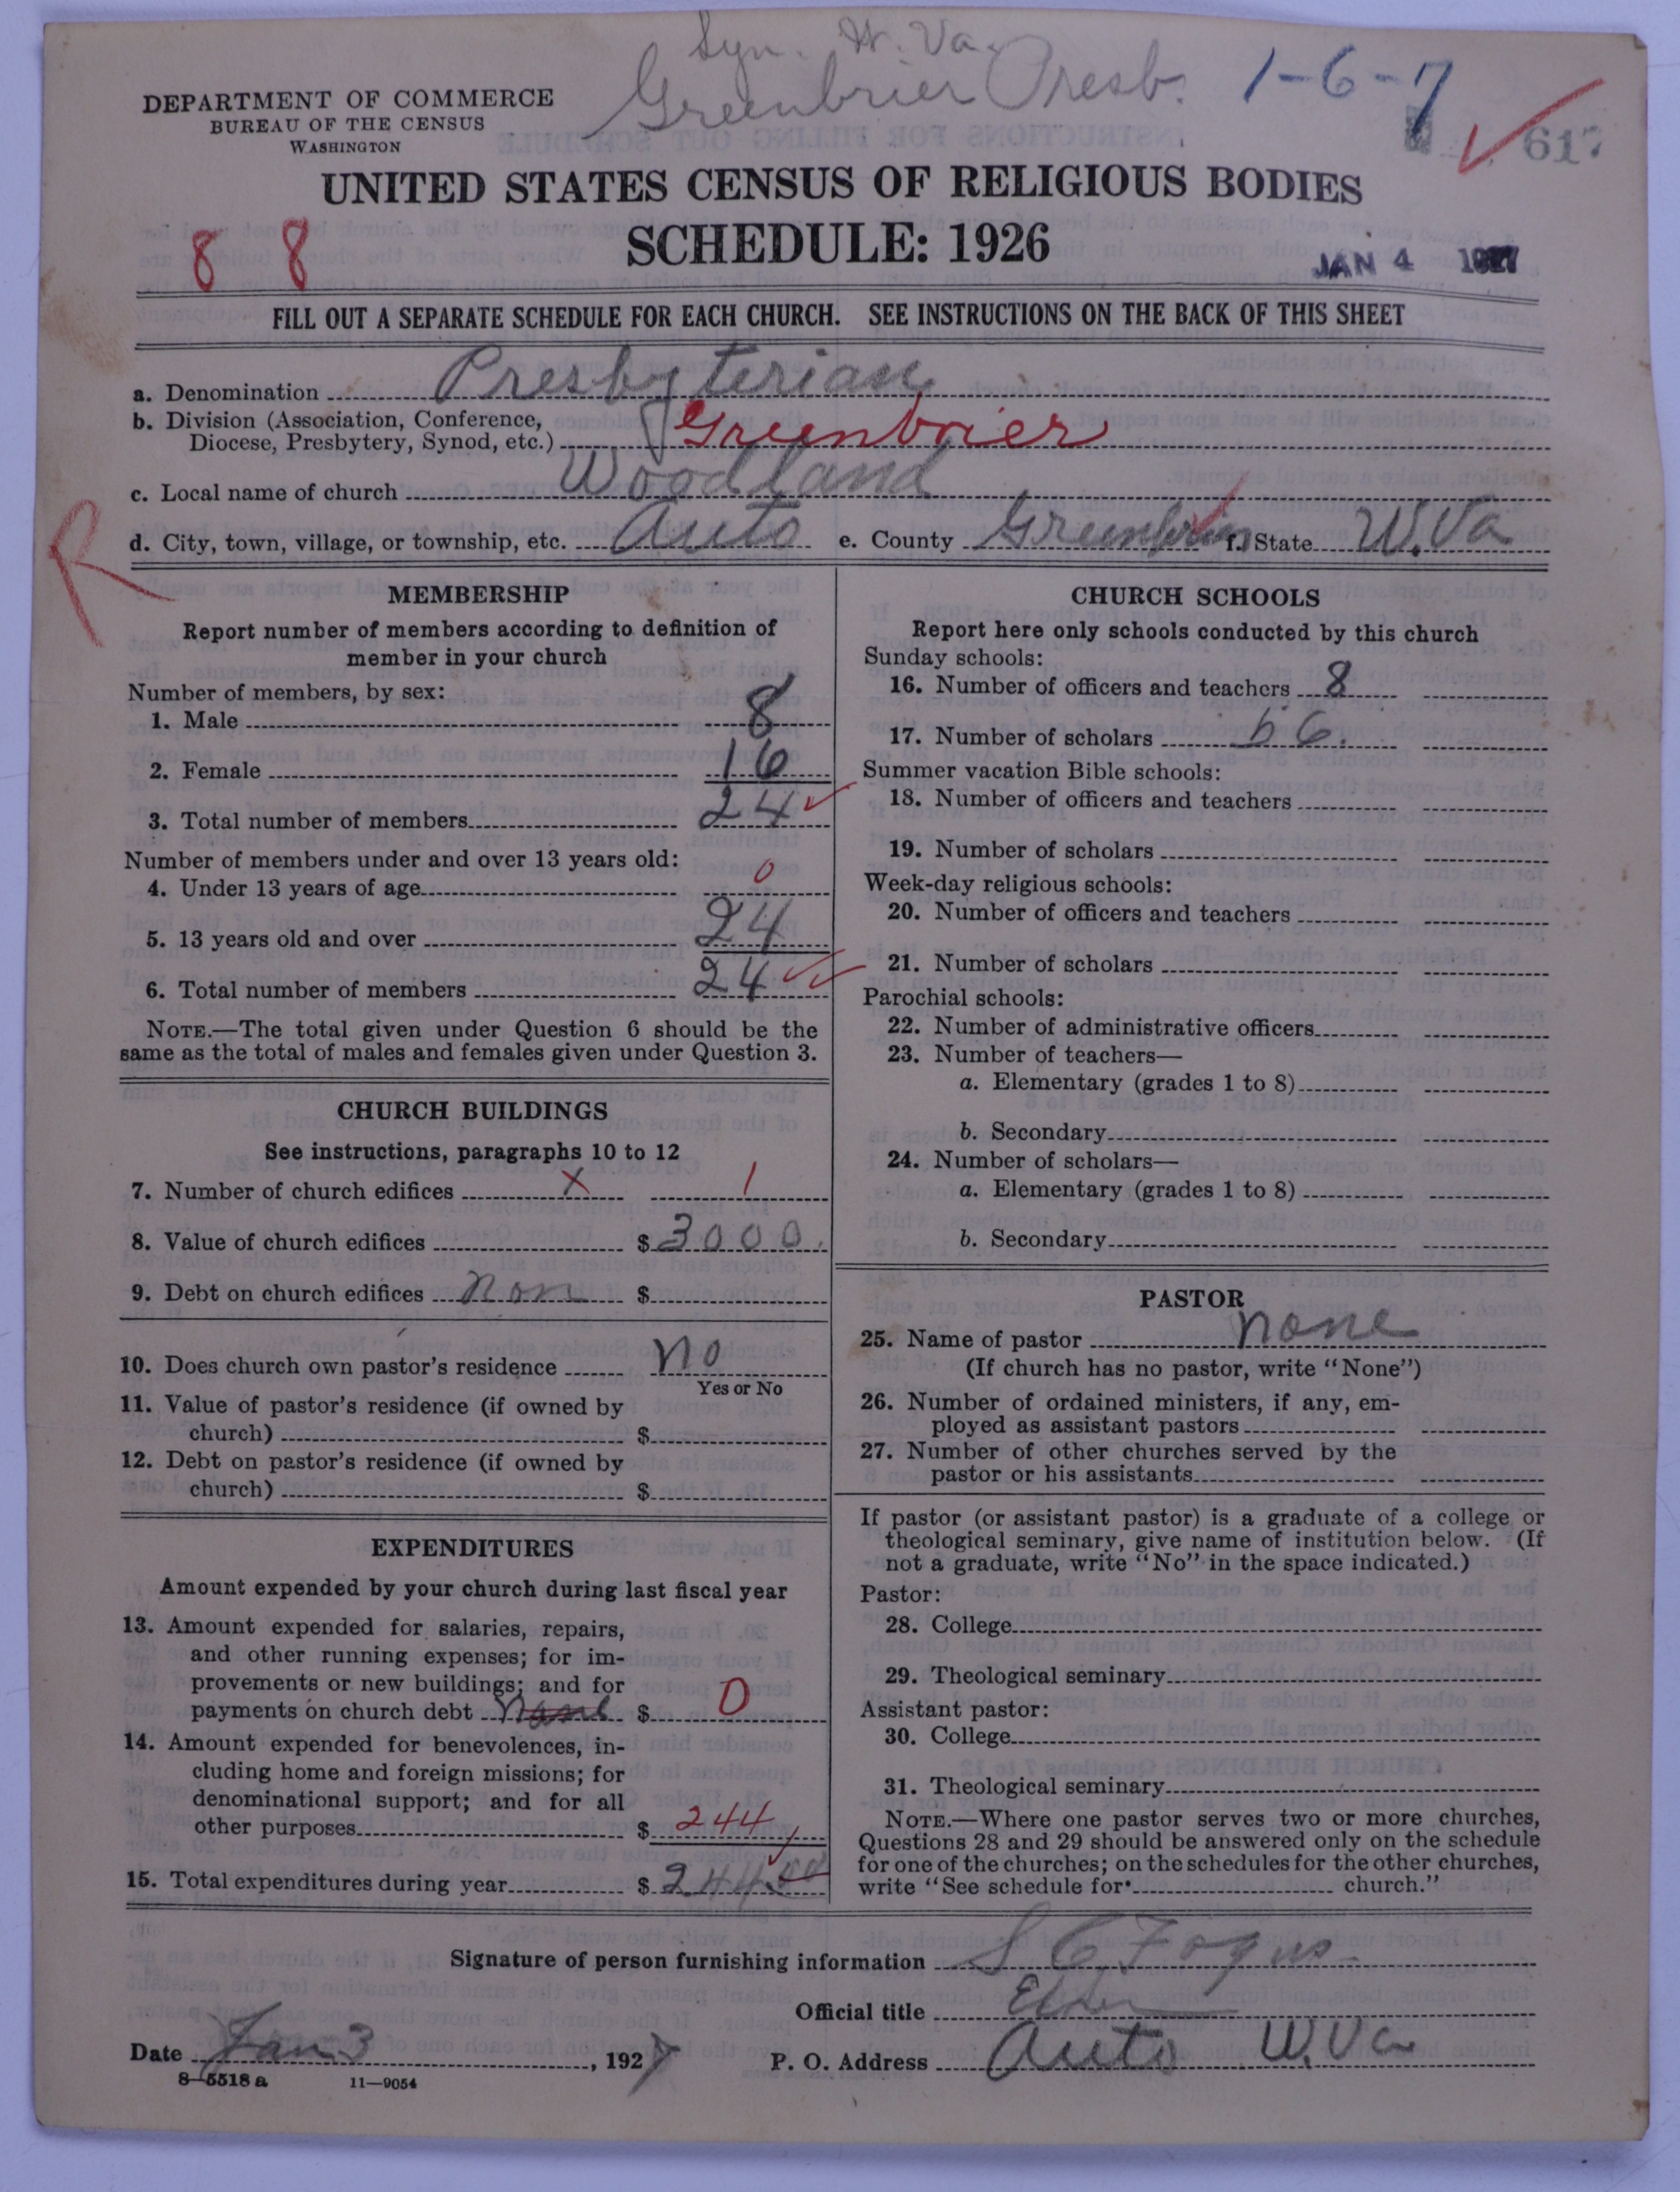 Syn. W. Va.
Greenbrier Presb. 1-6-7
DEPARTMENT OF COMMERCE
BUREAU OF THE CENSUS
WASHINGTON
617
UNITED STATES CENSUS OF RELIGIOUS BODIES
8 8 SCHEDULE: 1926
JAN 4 1927
FILL OUT A SEPARATE SCHEDULE FOR EACH CHURCH. SEE INSTRUCTIONS ON THE BACK OF THIS SHEET
a. Denomination Presbyterian
b. Division (Association, Conference,
Diocese, Presbytery, Synod, etc.) Greenbrier
c. Local name of church Woodland
d. City, town, village, or township, etc. Auto e. County Greenbrier f. State W. Va
R
MEMBERSHIP
Report number of members according to definition of
member in your church
Number of members, by sex:
1. Male 8
2. Female 16
3. Total number of members 24
Number of members under and over 13 years old:
4. Under 13 years of age 0
5. 13 years old and over 24
6. Total number of members 24
NOTE.—The total given under Question 6 should be the
same as the total of males and females given under Question 3.
CHURCH BUILDINGS
See instructions, paragraphs 10 to 12
7. Number of church edifices x 1
8. Value of church edifices $ 3000.
9. Debt on church edifices non $
10. Does church own pastor's residence no
Yes or No
11. Value of pastor's residence (if owned by
church) $
12. Debt on pastor's residence (if owned by
church) $
EXPENDITURES
Amount expended by your church during last fiscal year
13. Amount expended for salaries, repairs,
and other running expenses; for im-
provements or new buildings; and for
payments on church debt none $ 0
14. Amount expended for benevolences, in-
cluding home and foreign missions; for
denominational support; and for all
other purposes $ 244
15. Total expenditures during year $ 244.00
CHURCH SCHOOLS
Report here only schools conducted by this church
Sunday schools:
16. Number of officers and teachers 8
17. Number of scholars 56.
Summer vacation Bible schools:
18. Number of officers and teachers
19. Number of scholars
Week-day religious schools:
20. Number of officers and teachers
21. Number of scholars
Parochial schools:
22. Number of administrative officers
23. Number of teachers—
a. Elementary (grades 1 to 8)
b. Secondary
24. Number of scholars—
a. Elementary (grades 1 to 8)
b. Secondary
PASTOR
25. Name of pastor none
(If church has no pastor, write "None")
26. Number of ordained ministers, if any, em-
ployed as assistant pastors
27. Number of other churches served by the
pastor or his assistants
If pastor (or assistant pastor) is a graduate of a college or
theological seminary, give name of institution below. (If
not a graduate, write "No" in the space indicated.)
Pastor:
28. College
29. Theological seminary
Assistant pastor:
30. College
31. Theological seminary
NOTE.—Where one pastor serves two or more churches,
Questions 28 and 29 should be answered only on the schedule
for one of the churches; on the schedules for the other churches,
write "See schedule for church."
Signature of person furnishing information S C Fogus
Official title Elder
Date Jan 3, 1927 P. O. Address Auto W. Va
8-5518 a 11—9054